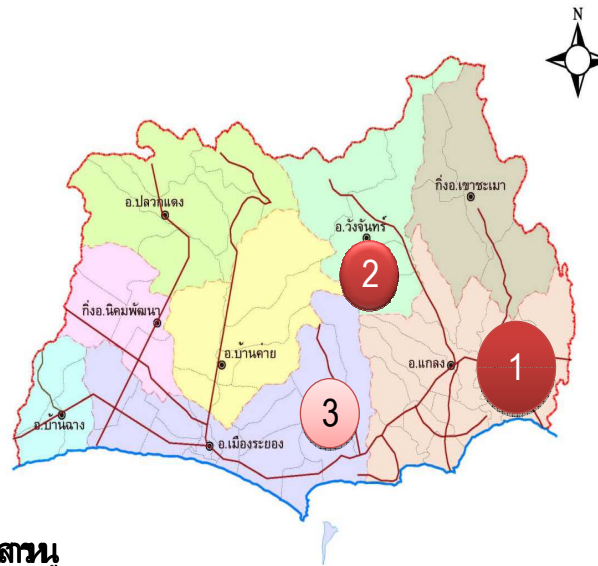 N
กิ่งอ.เขาชะเมา
อ.ปลวกแดง
อ.วังจันทร์
2
กิ่งอ.นิคมพัฒนา
อ.บ้านค่าย
อ.แกลง
1
3
อ.บ้านฉาง
อ.เมืองระยอง